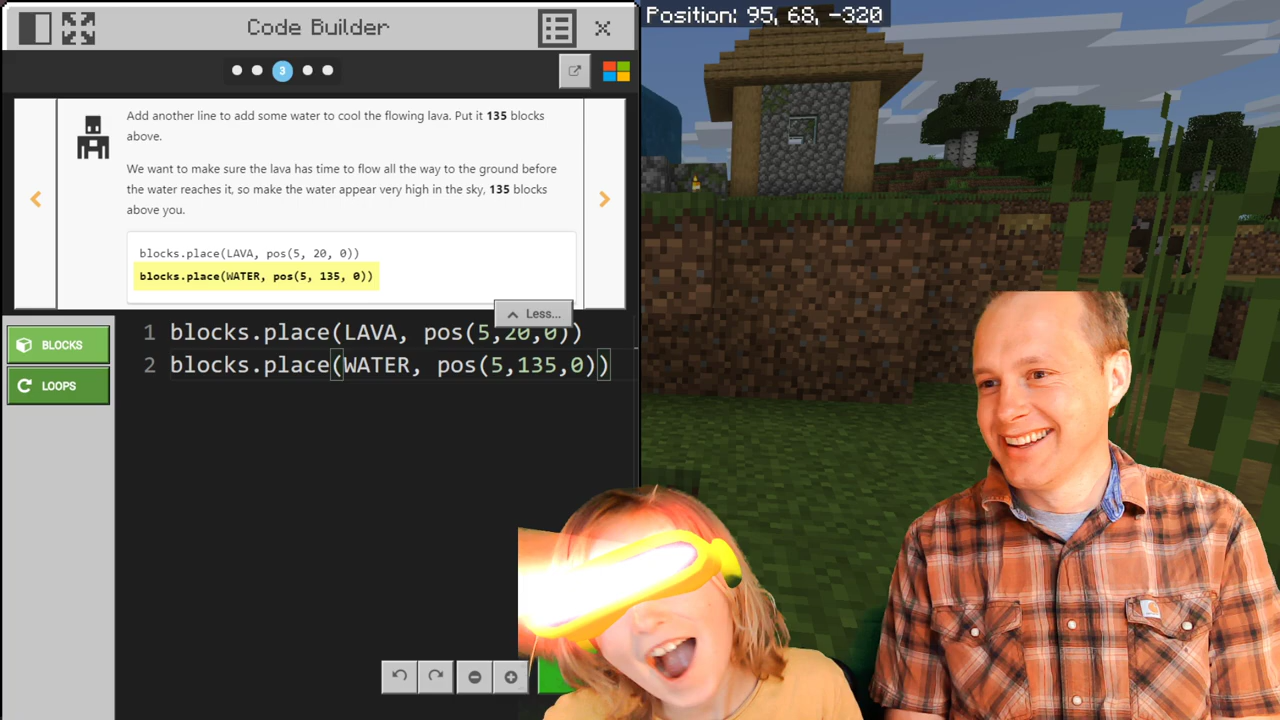 Code Builder
Position: 95, 68, -320
3
Add another line to add some water to cool the flowing lava. Put it 135 blocks
above.
We want to make sure the lava has time to flow all the way to the ground before
the water reaches it, so make the water appear very high in the sky, 135 blocks
above you.
blocks.place(LAVA, pos(5, 20, 0))
blocks.place(WATER, pos(5, 135, 0))
Less...
BLOCKS
LOOPS
1 blocks.place(LAVA, pos(5,20,0))
2 blocks.place(WATER, pos(5,135,0))